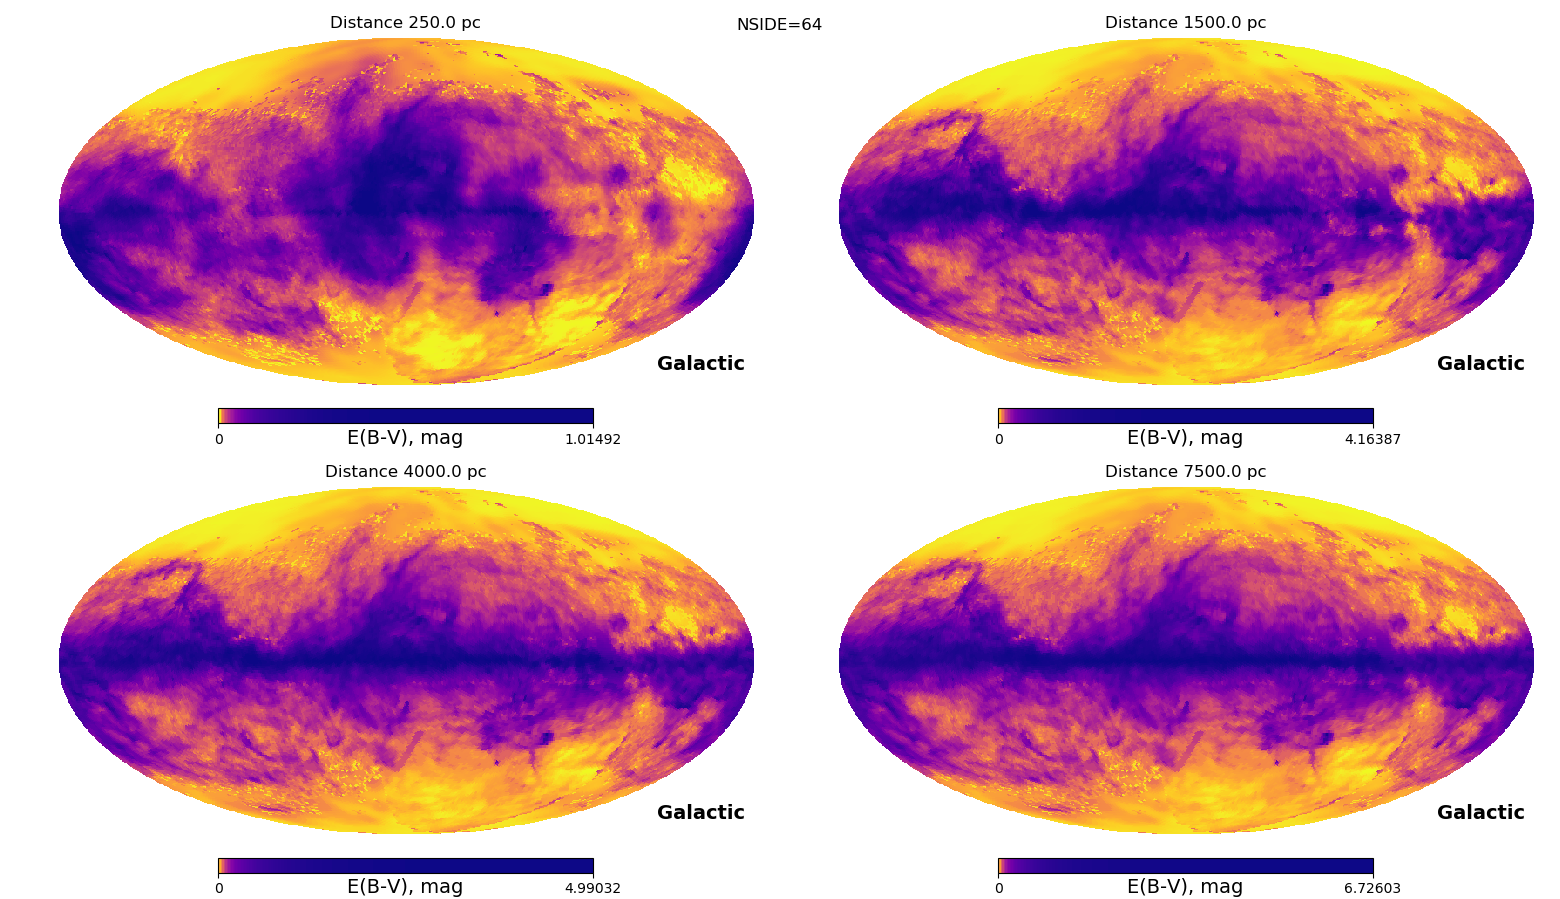 NSIDE=64
Distance 250.0 pc
Galactic
0 1.01492
E(B-V), mag
Distance 1500.0 pc
Galactic
0 4.16387
E(B-V), mag
Distance 4000.0 pc
Galactic
0 4.99032
E(B-V), mag
Distance 7500.0 pc
Galactic
0 6.72603
E(B-V), mag